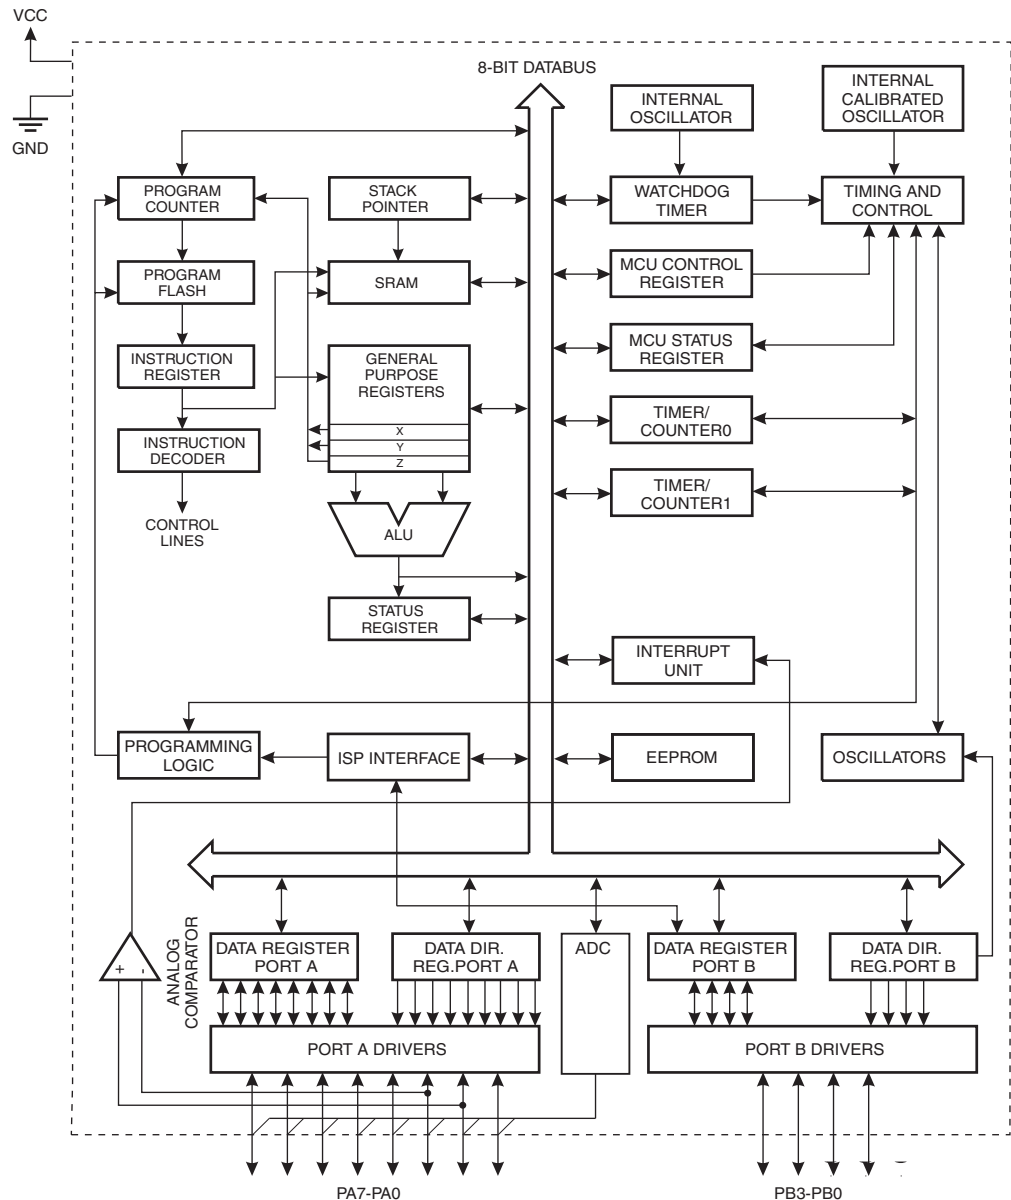 VCC
GND
8-BIT DATABUS
INTERNAL
OSCILLATOR
INTERNAL
CALIBRATED
OSCILLATOR
PROGRAM
COUNTER
STACK
POINTER
WATCHDOG
TIMER
TIMING AND
CONTROL
PROGRAM
FLASH
SRAM
MCU CONTROL
REGISTER
INSTRUCTION
REGISTER
GENERAL
PURPOSE
REGISTERS
X
Y
Z
MCU STATUS
REGISTER
INSTRUCTION
DECODER
TIMER/
COUNTER0
CONTROL
LINES
ALU
TIMER/
COUNTER1
STATUS
REGISTER
INTERRUPT
UNIT
PROGRAMMING
LOGIC
ISP INTERFACE
EEPROM
OSCILLATORS
+
-
ANALOG
COMPARATOR
DATA REGISTER
PORT A
DATA DIR.
REG.PORT A
ADC
DATA REGISTER
PORT B
DATA DIR.
REG.PORT B
PORT A DRIVERS
PORT B DRIVERS
PA7-PA0
PB3-PB0